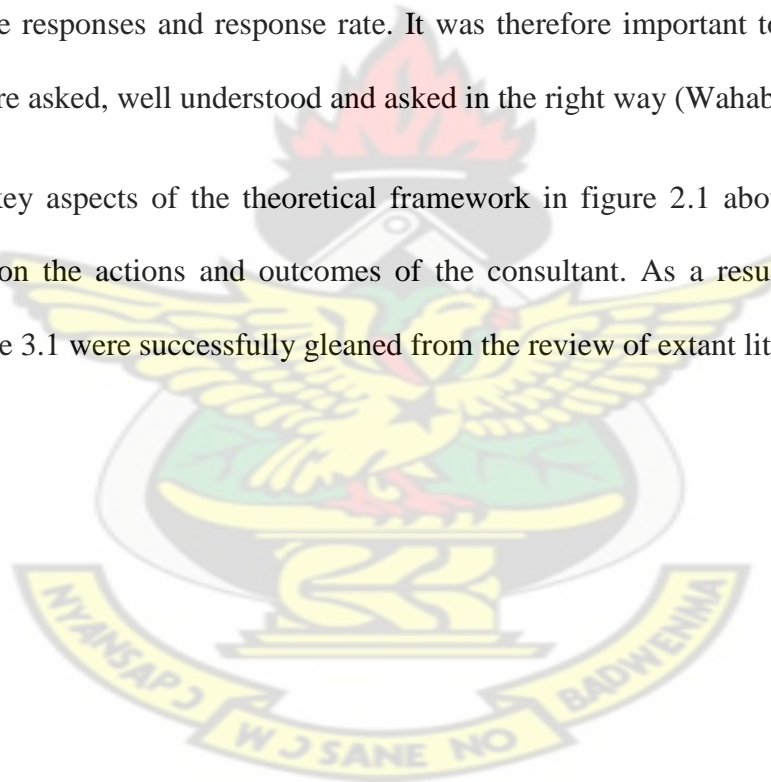 e responses and response rate. It was therefore important to
re asked, well understood and asked in the right way (Wahab
key aspects of the theoretical framework in figure 2.1 abo
on the actions and outcomes of the consultant. As a resu
e 3.1 were successfully gleaned from the review of extant lit
NYANSAPƆ
WƆ SANE NO
BADWENMA